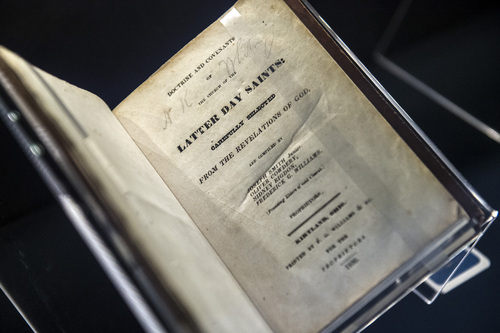 DOCTRINE AND COVENANTS
OF
THE CHURCH OF THE
LATTER DAY SAINTS:
CAREFULLY SELECTED
FROM THE REVELATIONS OF GOD,
AND COMPILED BY
JOSEPH SMITH
OLIVER COWDERY,
SIDNEY RIGDON,
FREDERICK G. WILLIAMS,
PROPRIETORS.
KIRTLAND, OHIO.
PRINTED BY F. G. WILLIAMS &
FOR THE
PROPRIETORS
1835.